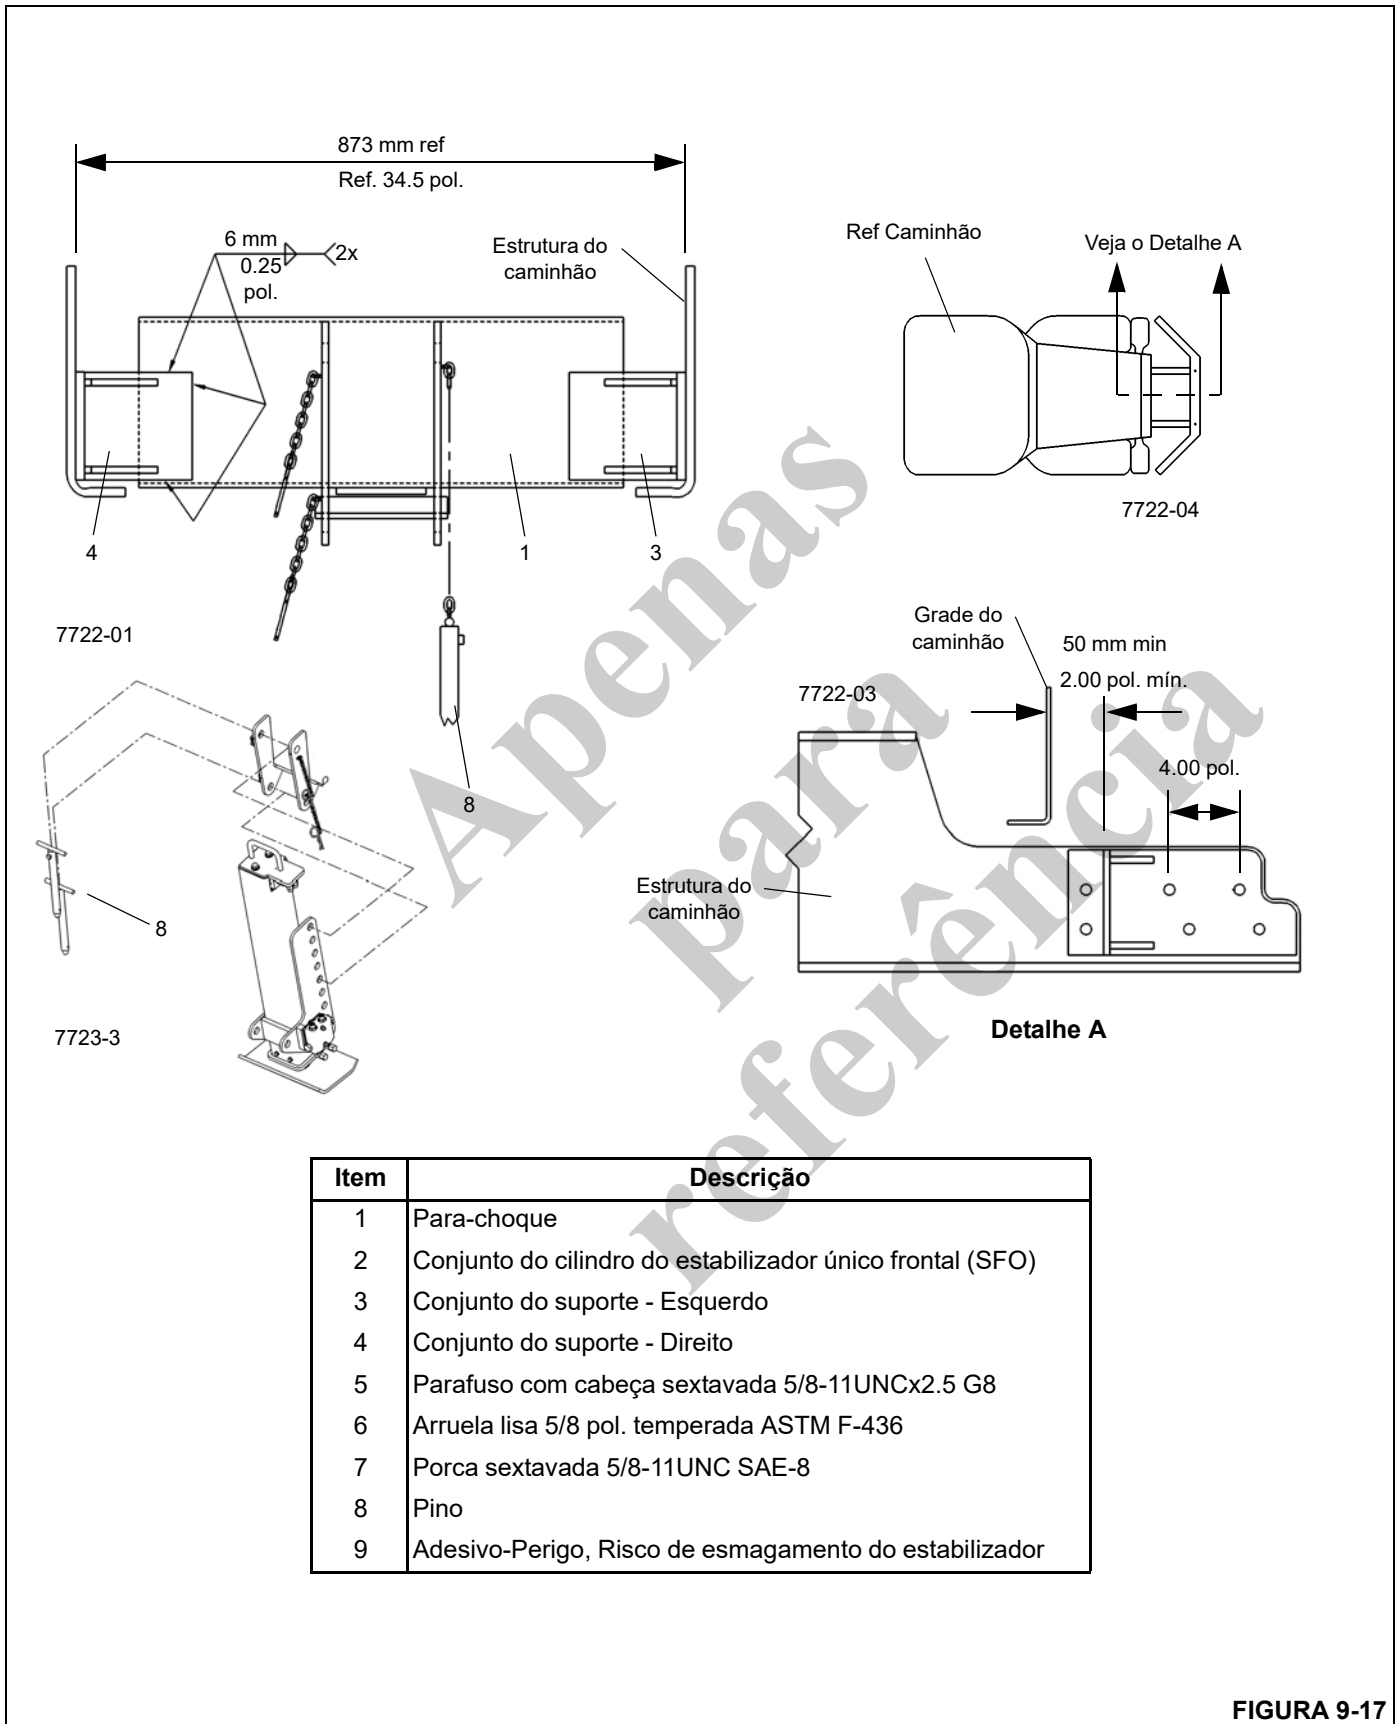 873 mm ref
Ref. 34.5 pol.
6 mm
0.25
pol.
2x
Estrutura do
caminhão
4
1
3
7722-01
8
Ref Caminhão
Veja o Detalhe A
7722-04
Grade do
caminhão
50 mm min
2.00 pol. mín.
7722-03
4.00 pol.
Estrutura do
caminhão
Detalhe A
8
7723-3
Apenas
para
referência
Item Descrição
1 Para-choque
2 Conjunto do cilindro do estabilizador único frontal (SFO)
3 Conjunto do suporte - Esquerdo
4 Conjunto do suporte - Direito
5 Parafuso com cabeça sextavada 5/8-11UNCx2.5 G8
6 Arruela lisa 5/8 pol. temperada ASTM F-436
7 Porca sextavada 5/8-11UNC SAE-8
8 Pino
9 Adesivo-Perigo, Risco de esmagamento do estabilizador
FIGURA 9-17